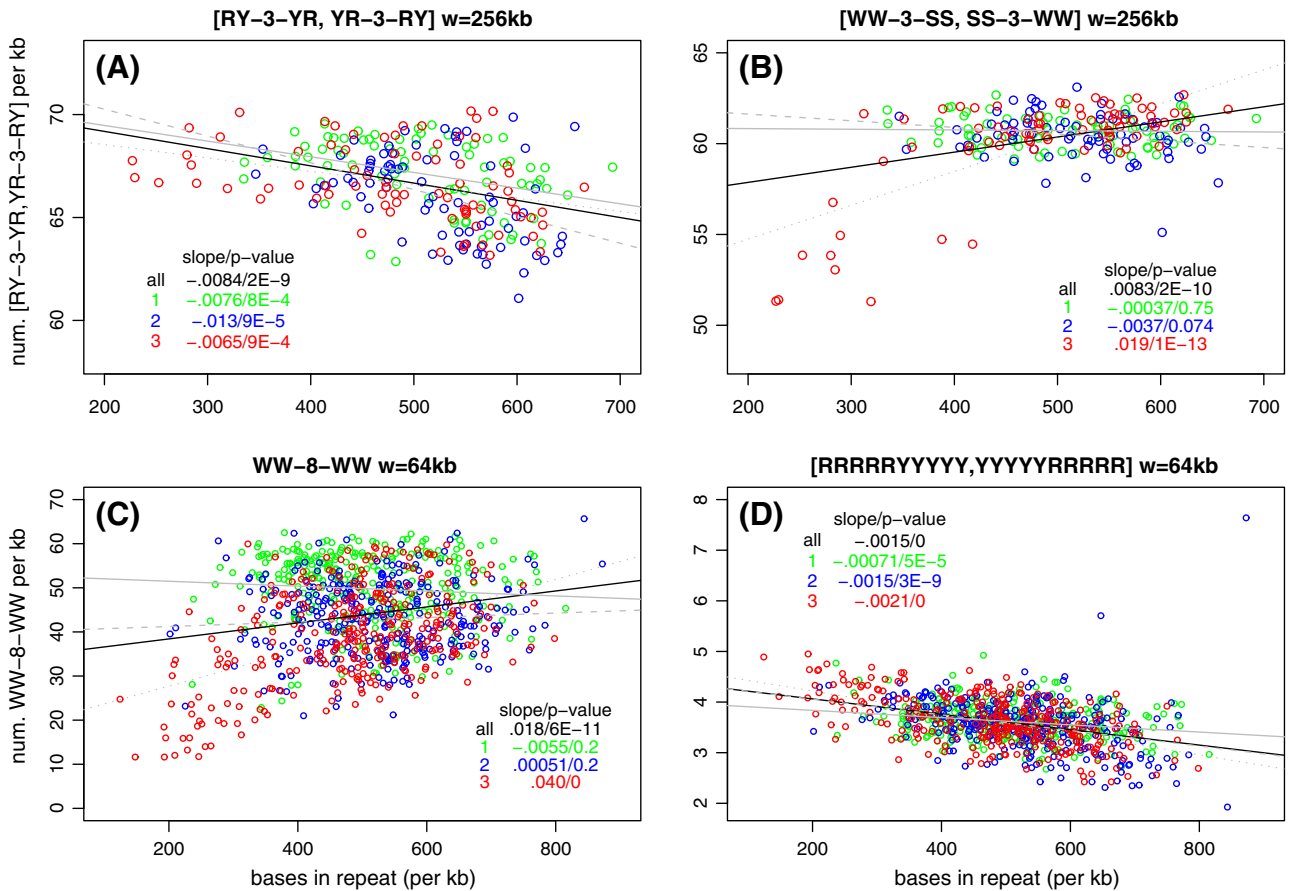 [RY−3−YR, YR−3−RY] w=256kb
(A)
num. [RY−3−YR,YR−3−RY] per kb
70
65
60
slope/p−value
all −.0084/2E−9
1 −.0076/8E−4
2 −.013/9E−5
3 −.0065/9E−4
200 300 400 500 600 700
[WW−3−SS, SS−3−WW] w=256kb
(B)
65
60
55
50
slope/p−value
all .0083/2E−10
1 −.00037/0.75
2 −.0037/0.074
3 .019/1E−13
200 300 400 500 600 700
WW−8−WW w=64kb
(C)
num. WW−8−WW per kb
70
60
50
40
30
20
10
0
slope/p−value
all .018/6E−11
1 −.0055/0.2
2 .00051/0.2
3 .040/0
200 400 600 800
bases in repeat (per kb)
[RRRRRYYYYY,YYYYYRRRRR] w=64kb
(D)
8
7
6
5
4
3
2
slope/p−value
all −.0015/0
1 −.00071/5E−5
2 −.0015/3E−9
3 −.0021/0
200 400 600 800
bases in repeat (per kb)